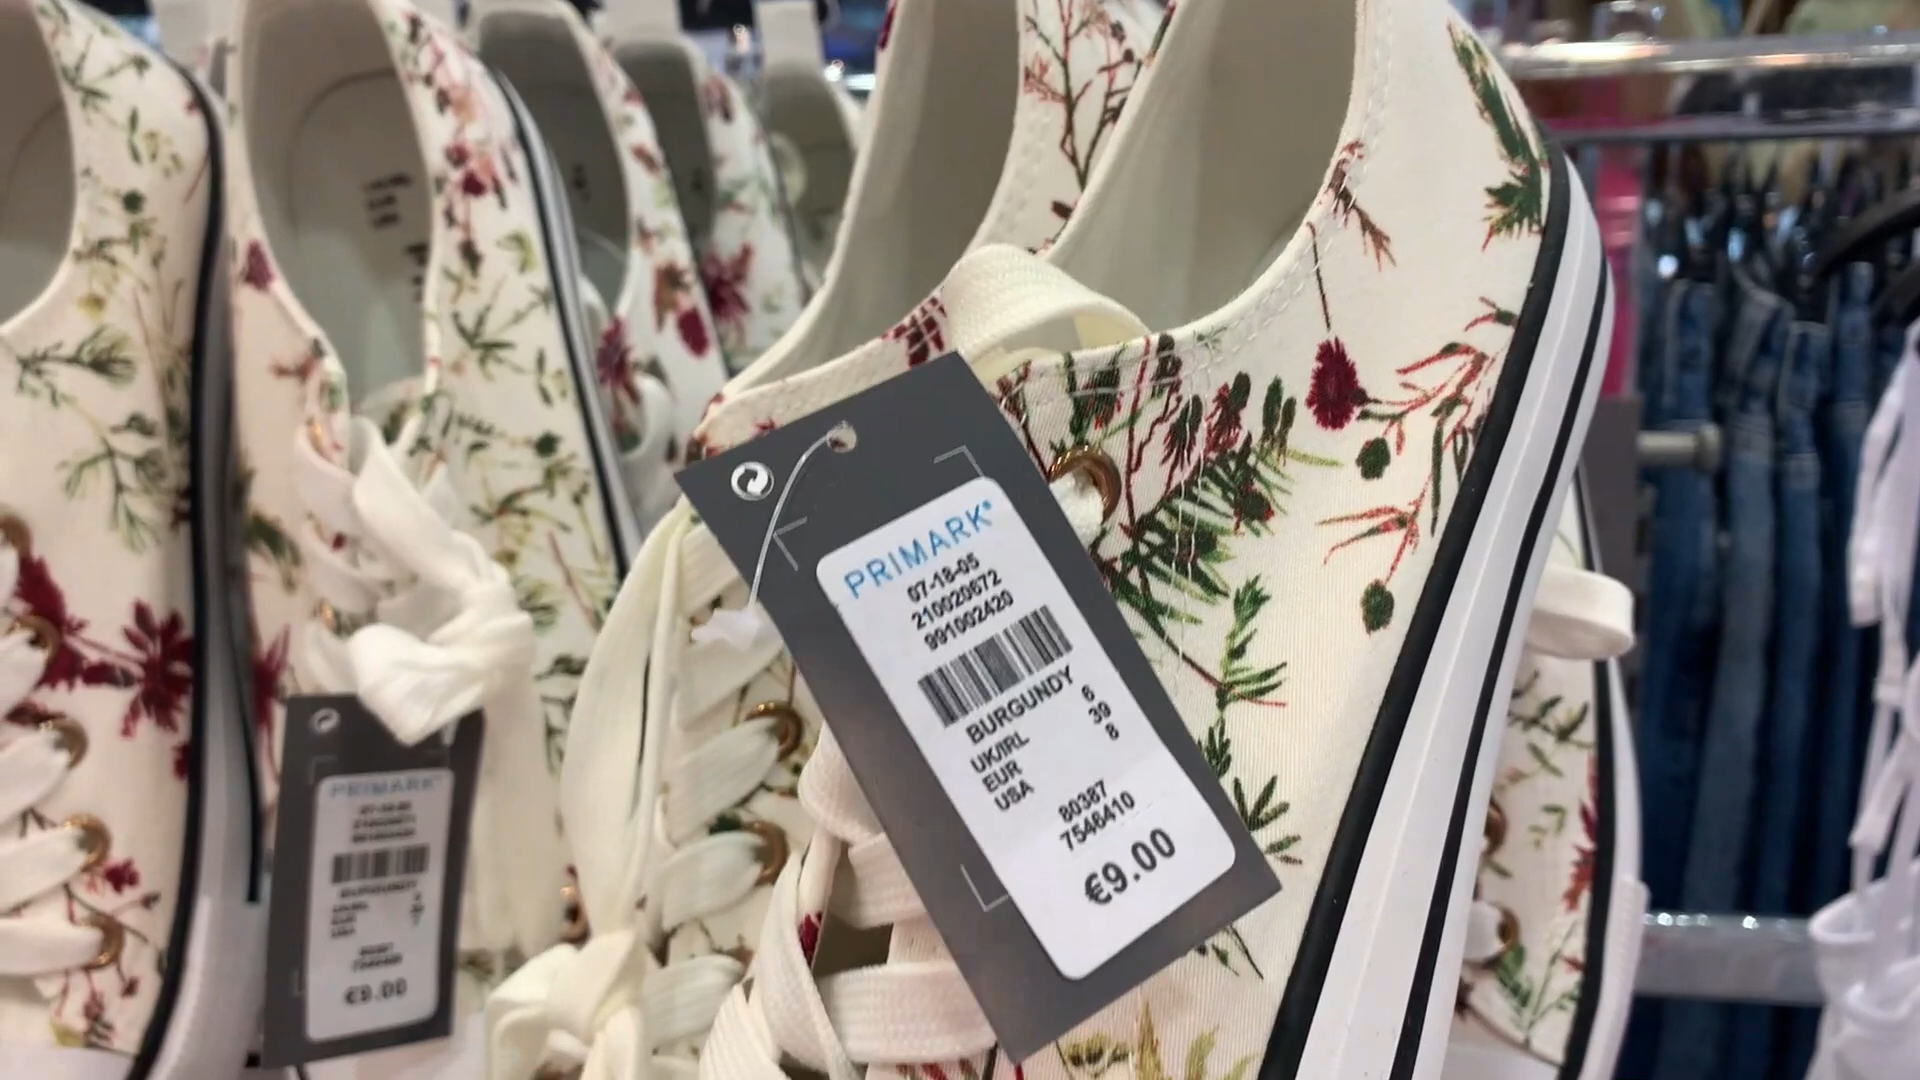 PRIMARK®
07-18-05
210020672
991002420
BURGUNDY
UK/IRL 6
EUR 39
USA 8
80387
7546410
€9.00
PRIMARK
BURGUNDY
€9.00